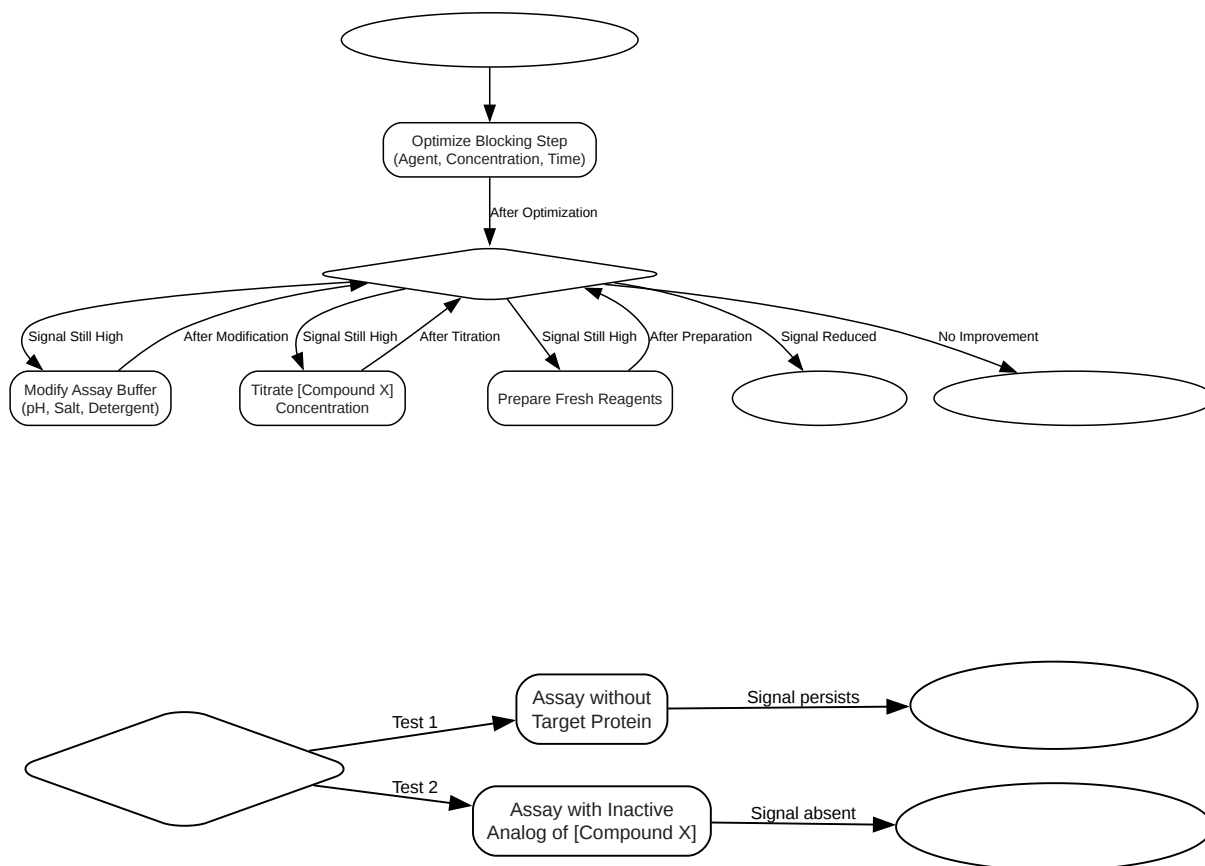 Optimize Blocking Step
(Agent, Concentration, Time)
After Optimization
Signal Still High
After Modification
Signal Still High
After Titration
Signal Still High
After Preparation
Signal Reduced
No Improvement
Modify Assay Buffer
(pH, Salt, Detergent)
Titrate [Compound X]
Concentration
Prepare Fresh Reagents
Assay without
Target Protein
Signal persists
Test 1
Test 2
Assay with Inactive
Analog of [Compound X]
Signal absent